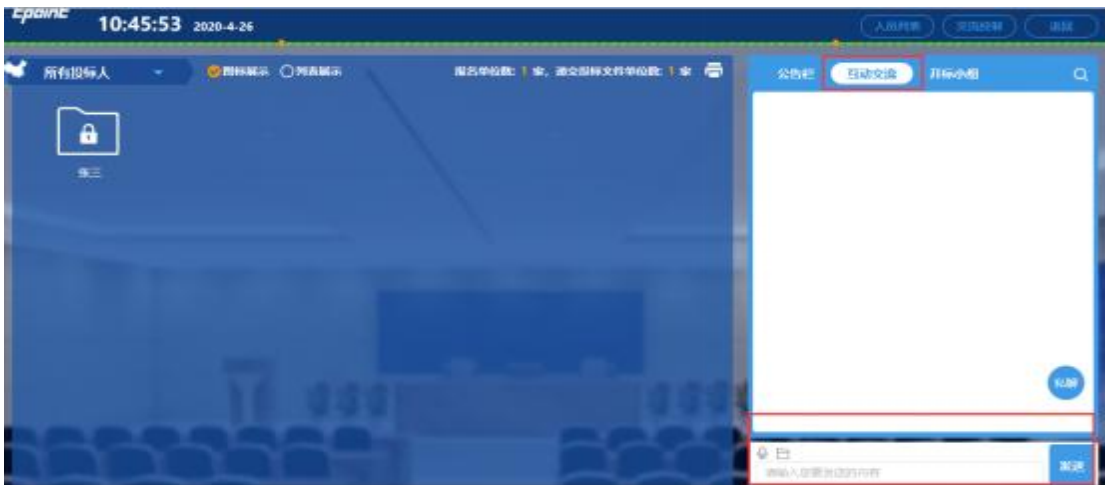 EpoinE
10:45:53 2020-4-26
人员列表 交流控制 退出
所有投标人 图标展示 列表展示 报名单位数: 1 家, 递交投标文件单位数: 1 家
公告栏 互动交流 开标小组
张三
私聊
请输入您要发送的内容
发送